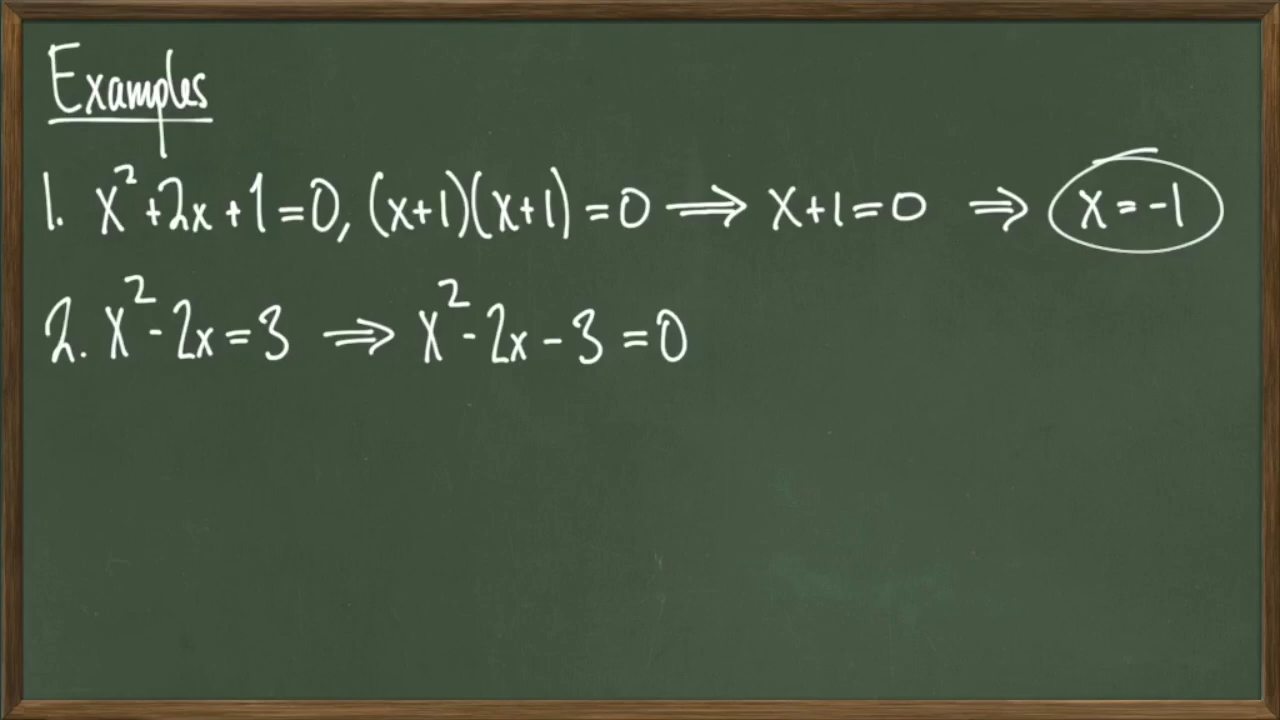 Examples
1. x²+2x+1=0, (x+1)(x+1)=0 ⟹ x+1=0 ⟹ x=-1
2. x²-2x=3 ⟹ x²-2x-3=0